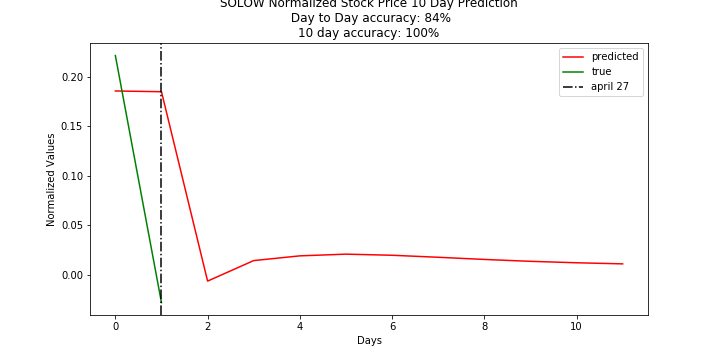 SOLOW Normalized Stock Price 10 Day Prediction
Day to Day accuracy: 84%
10 day accuracy: 100%
predicted
true
april 27
Normalized Values
0.20
0.15
0.10
0.05
0.00
0 2 4 6 8 10
Days